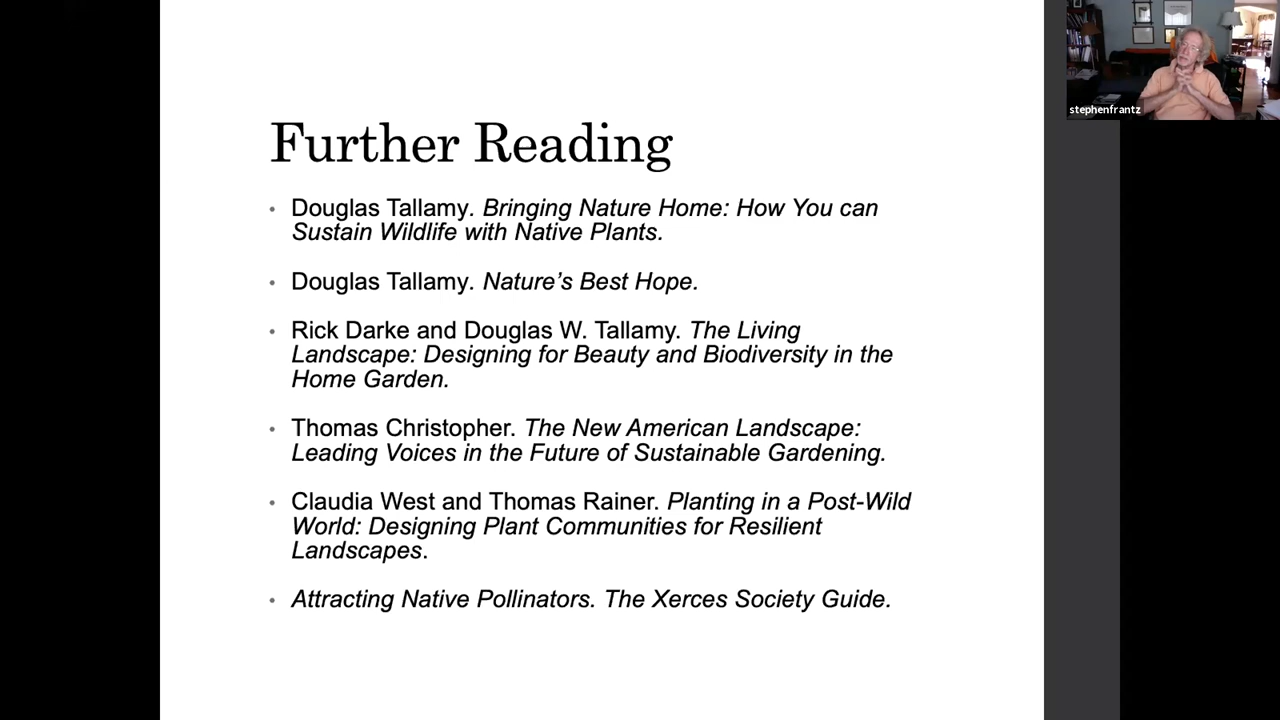 Further Reading
• Douglas Tallamy. Bringing Nature Home: How You can
Sustain Wildlife with Native Plants.
• Douglas Tallamy. Nature’s Best Hope.
• Rick Darke and Douglas W. Tallamy. The Living
Landscape: Designing for Beauty and Biodiversity in the
Home Garden.
• Thomas Christopher. The New American Landscape:
Leading Voices in the Future of Sustainable Gardening.
• Claudia West and Thomas Rainer. Planting in a Post-Wild
World: Designing Plant Communities for Resilient
Landscapes.
• Attracting Native Pollinators. The Xerces Society Guide.
stephenfrantz